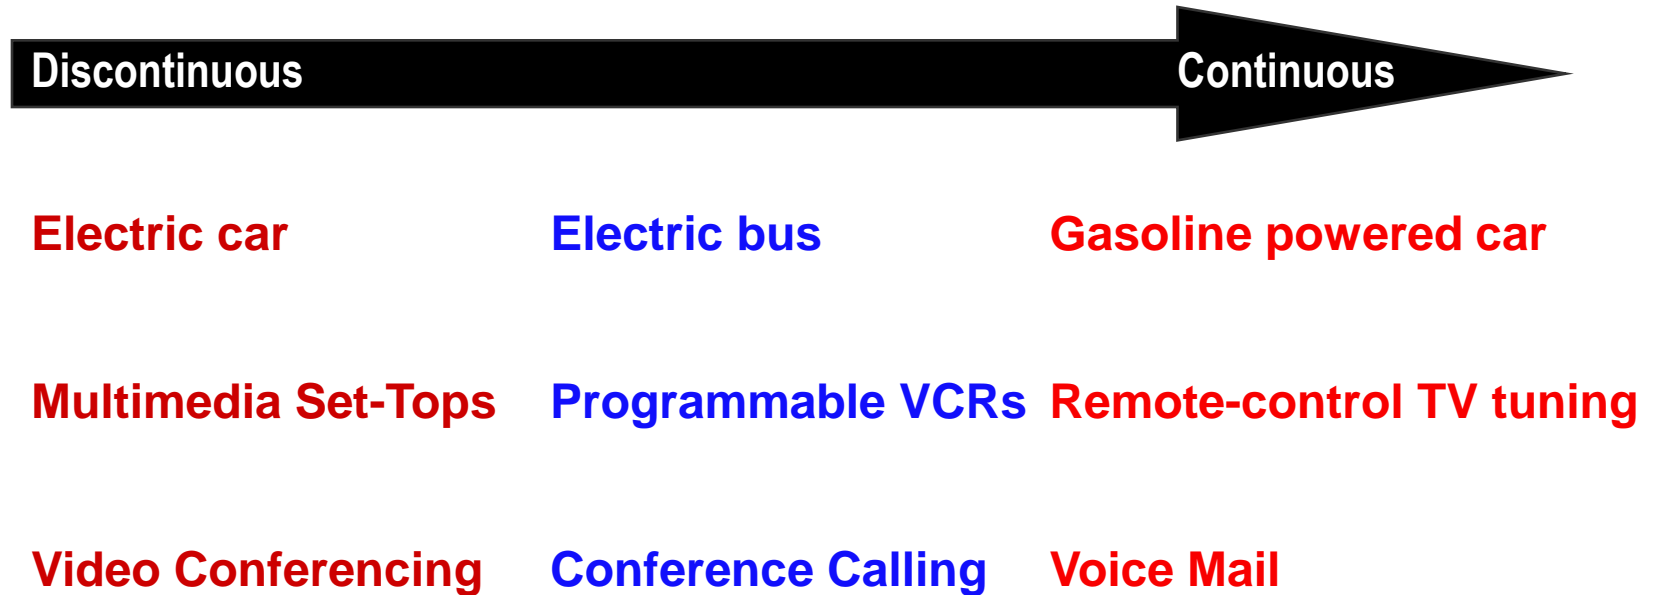 Discontinuous Continuous
Electric car Electric bus Gasoline powered car
Multimedia Set-Tops Programmable VCRs Remote-control TV tuning
Video Conferencing Conference Calling Voice Mail